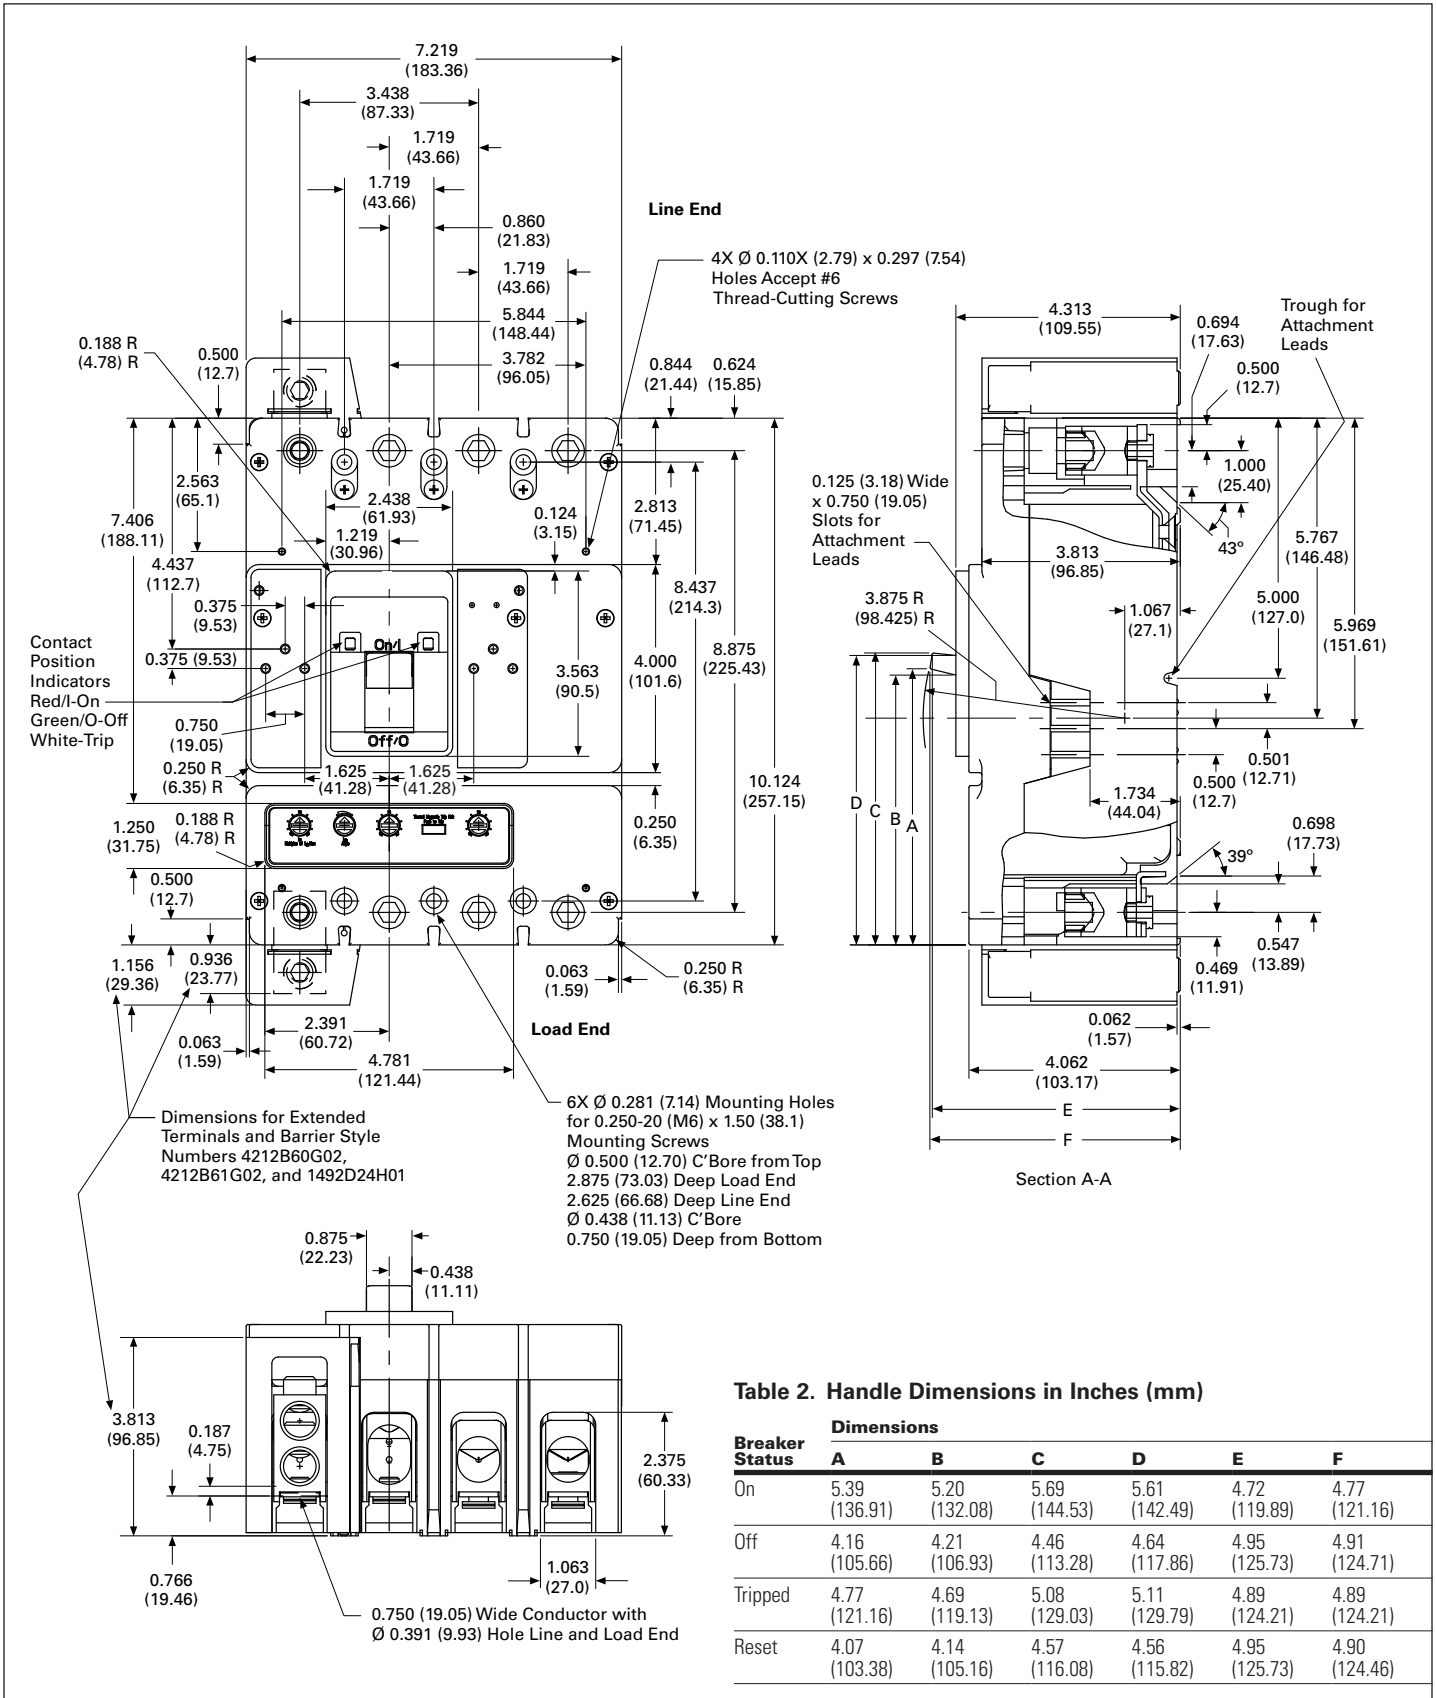 7.219
(183.36)
3.438
(87.33)
1.719
(43.66)
1.719
(43.66)
Line End
0.860
(21.83)
4X Ø 0.110X (2.79) x 0.297 (7.54)
Holes Accept #6
Thread-Cutting Screws
1.719
(43.66)
5.844
(148.44)
3.782
(96.05)
0.188 R
(4.78) R
0.500
(12.7)
0.844
(21.44)
0.624
(15.85)
4.313
(109.55)
0.694
(17.63)
Trough for
Attachment
Leads
0.500
(12.7)
2.563
(65.1)
7.406
(188.11)
4.437
(112.7)
2.438
(61.93)
1.219
(30.96)
0.124
(3.15)
2.813
(71.45)
0.125 (3.18) Wide
x 0.750 (19.05)
Slots for
Attachment
Leads
1.000
(25.40)
43º
3.813
(96.85)
5.767
(146.48)
0.375
(9.53)
0.375 (9.53)
Contact
Position
Indicators
Red/I-On
Green/O-Off
White-Trip
On/I
Off/O
8.437
(214.3)
8.875
(225.43)
3.875 R
(98.425) R
1.067
(27.1)
5.000
(127.0)
5.969
(151.61)
3.563
(90.5)
4.000
(101.6)
0.750
(19.05)
0.250 R
(6.35) R
1.625
(41.28)
1.625
(41.28)
10.124
(257.15)
D
C
B
A
0.501
(12.71)
0.500
(12.7)
1.734
(44.04)
1.250
(31.75)
0.188 R
(4.78) R
0.250
(6.35)
0.698
(17.73)
39º
0.500
(12.7)
1.156
(29.36)
0.936
(23.77)
0.063
(1.59)
0.250 R
(6.35) R
0.547
(13.89)
0.469
(11.91)
0.063
(1.59)
2.391
(60.72)
Load End
4.781
(121.44)
0.062
(1.57)
4.062
(103.17)
E
F
Section A-A
Dimensions for Extended
Terminals and Barrier Style
Numbers 4212B60G02,
4212B61G02, and 1492D24H01
6X Ø 0.281 (7.14) Mounting Holes
for 0.250-20 (M6) x 1.50 (38.1)
Mounting Screws
Ø 0.500 (12.70) C'Bore from Top
2.875 (73.03) Deep Load End
2.625 (66.68) Deep Line End
Ø 0.438 (11.13) C'Bore
0.750 (19.05) Deep from Bottom
0.875
(22.23)
0.438
(11.11)
3.813
(96.85)
0.187
(4.75)
2.375
(60.33)
0.766
(19.46)
1.063
(27.0)
0.750 (19.05) Wide Conductor with
Ø 0.391 (9.93) Hole Line and Load End
Table 2. Handle Dimensions in Inches (mm)
Breaker Status
Dimensions
A B C D E F
On 5.39 5.20 5.69 5.61 4.72 4.77
(136.91) (132.08) (144.53) (142.49) (119.89) (121.16)
Off 4.16 4.21 4.46 4.64 4.95 4.91
(105.66) (106.93) (113.28) (117.86) (125.73) (124.71)
Tripped 4.77 4.69 5.08 5.11 4.89 4.89
(121.16) (119.13) (129.03) (129.79) (124.21) (124.21)
Reset 4.07 4.14 4.57 4.56 4.95 4.90
(103.38) (105.16) (116.08) (115.82) (125.73) (124.46)